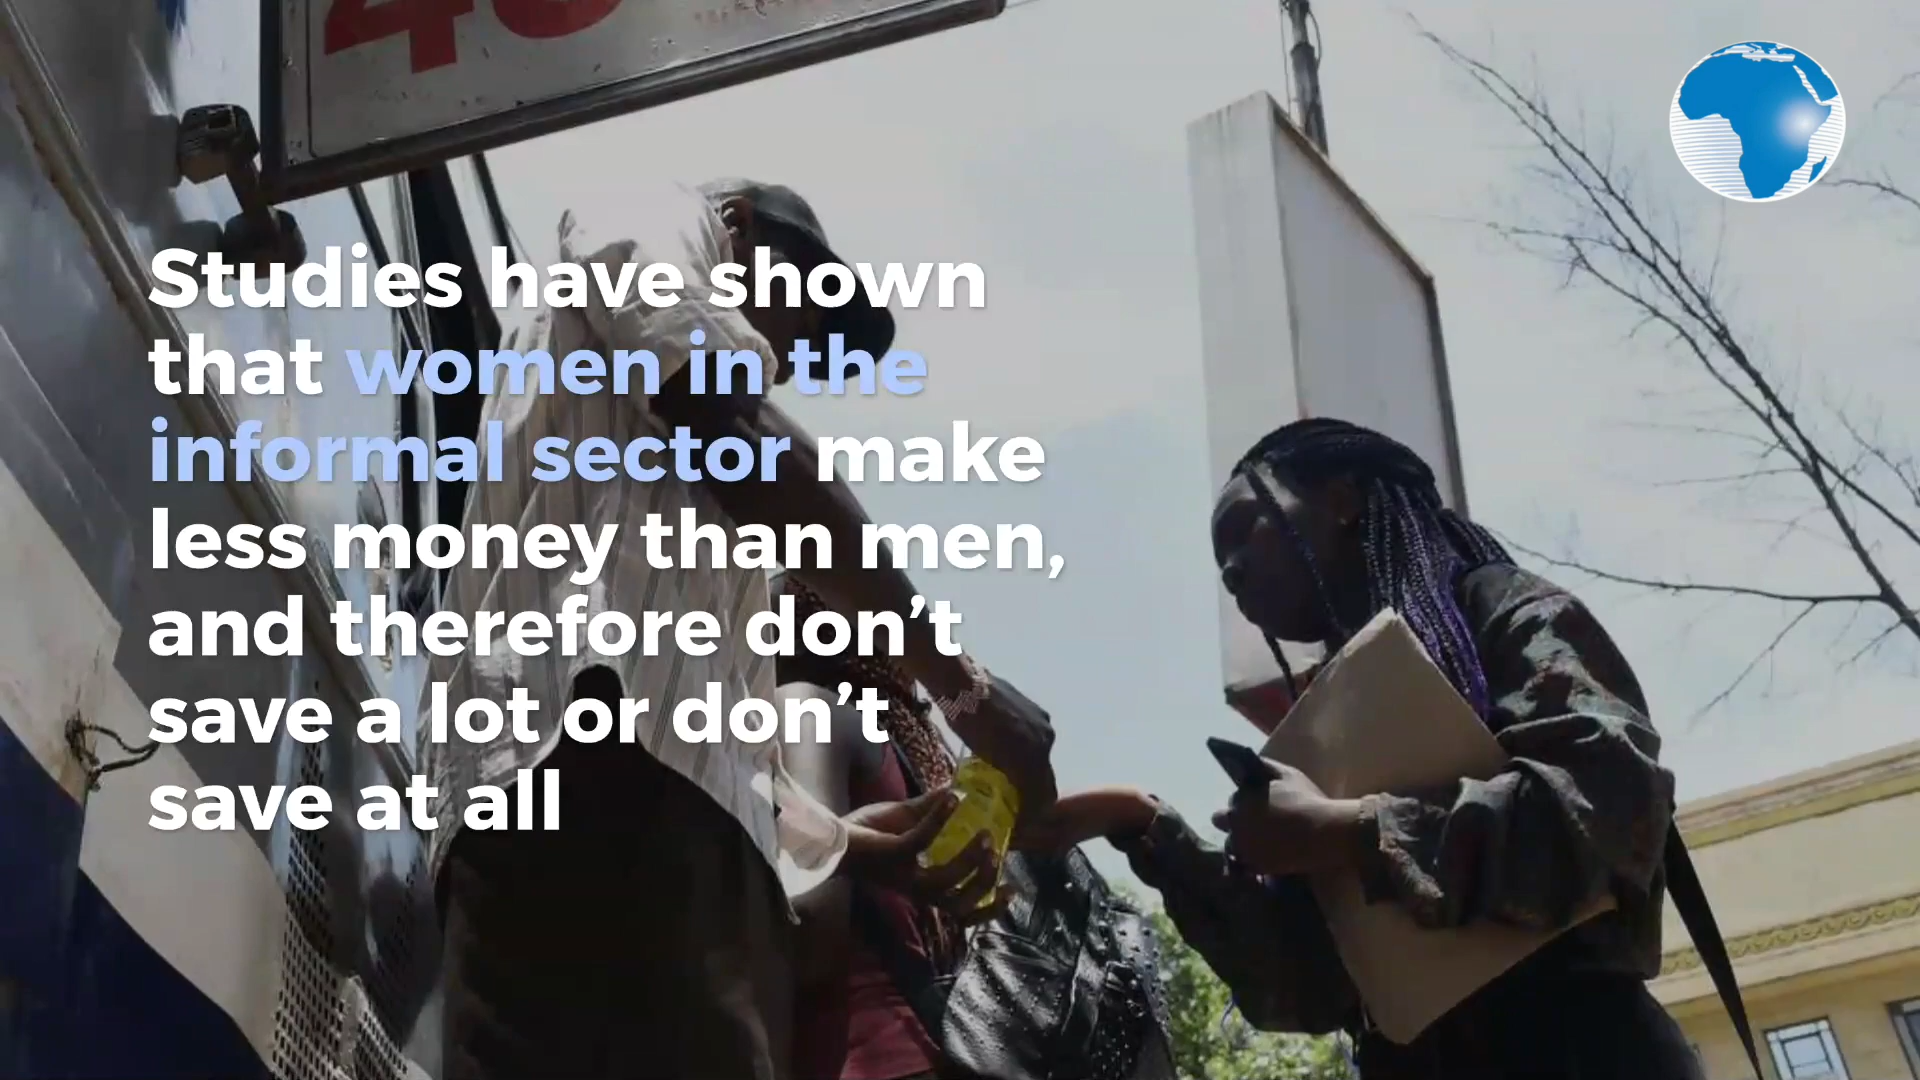 Studies have shown
that women in the
informal sector make
less money than men,
and therefore don’t
save a lot or don’t
save at all